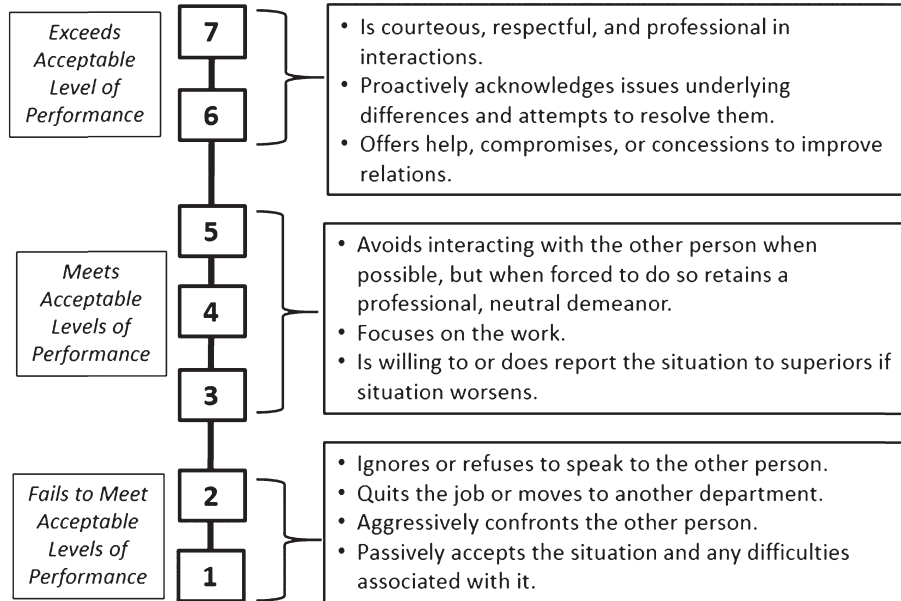 Exceeds
Acceptable
Level of
Performance
7
6
• Is courteous, respectful, and professional in
interactions.
• Proactively acknowledges issues underlying
differences and attempts to resolve them.
• Offers help, compromises, or concessions to improve
relations.
Meets
Acceptable
Levels of
Performance
5
4
3
• Avoids interacting with the other person when
possible, but when forced to do so retains a
professional, neutral demeanor.
• Focuses on the work.
• Is willing to or does report the situation to superiors if
situation worsens.
Fails to Meet
Acceptable
Levels of
Performance
2
1
• Ignores or refuses to speak to the other person.
• Quits the job or moves to another department.
• Aggressively confronts the other person.
• Passively accepts the situation and any difficulties
associated with it.